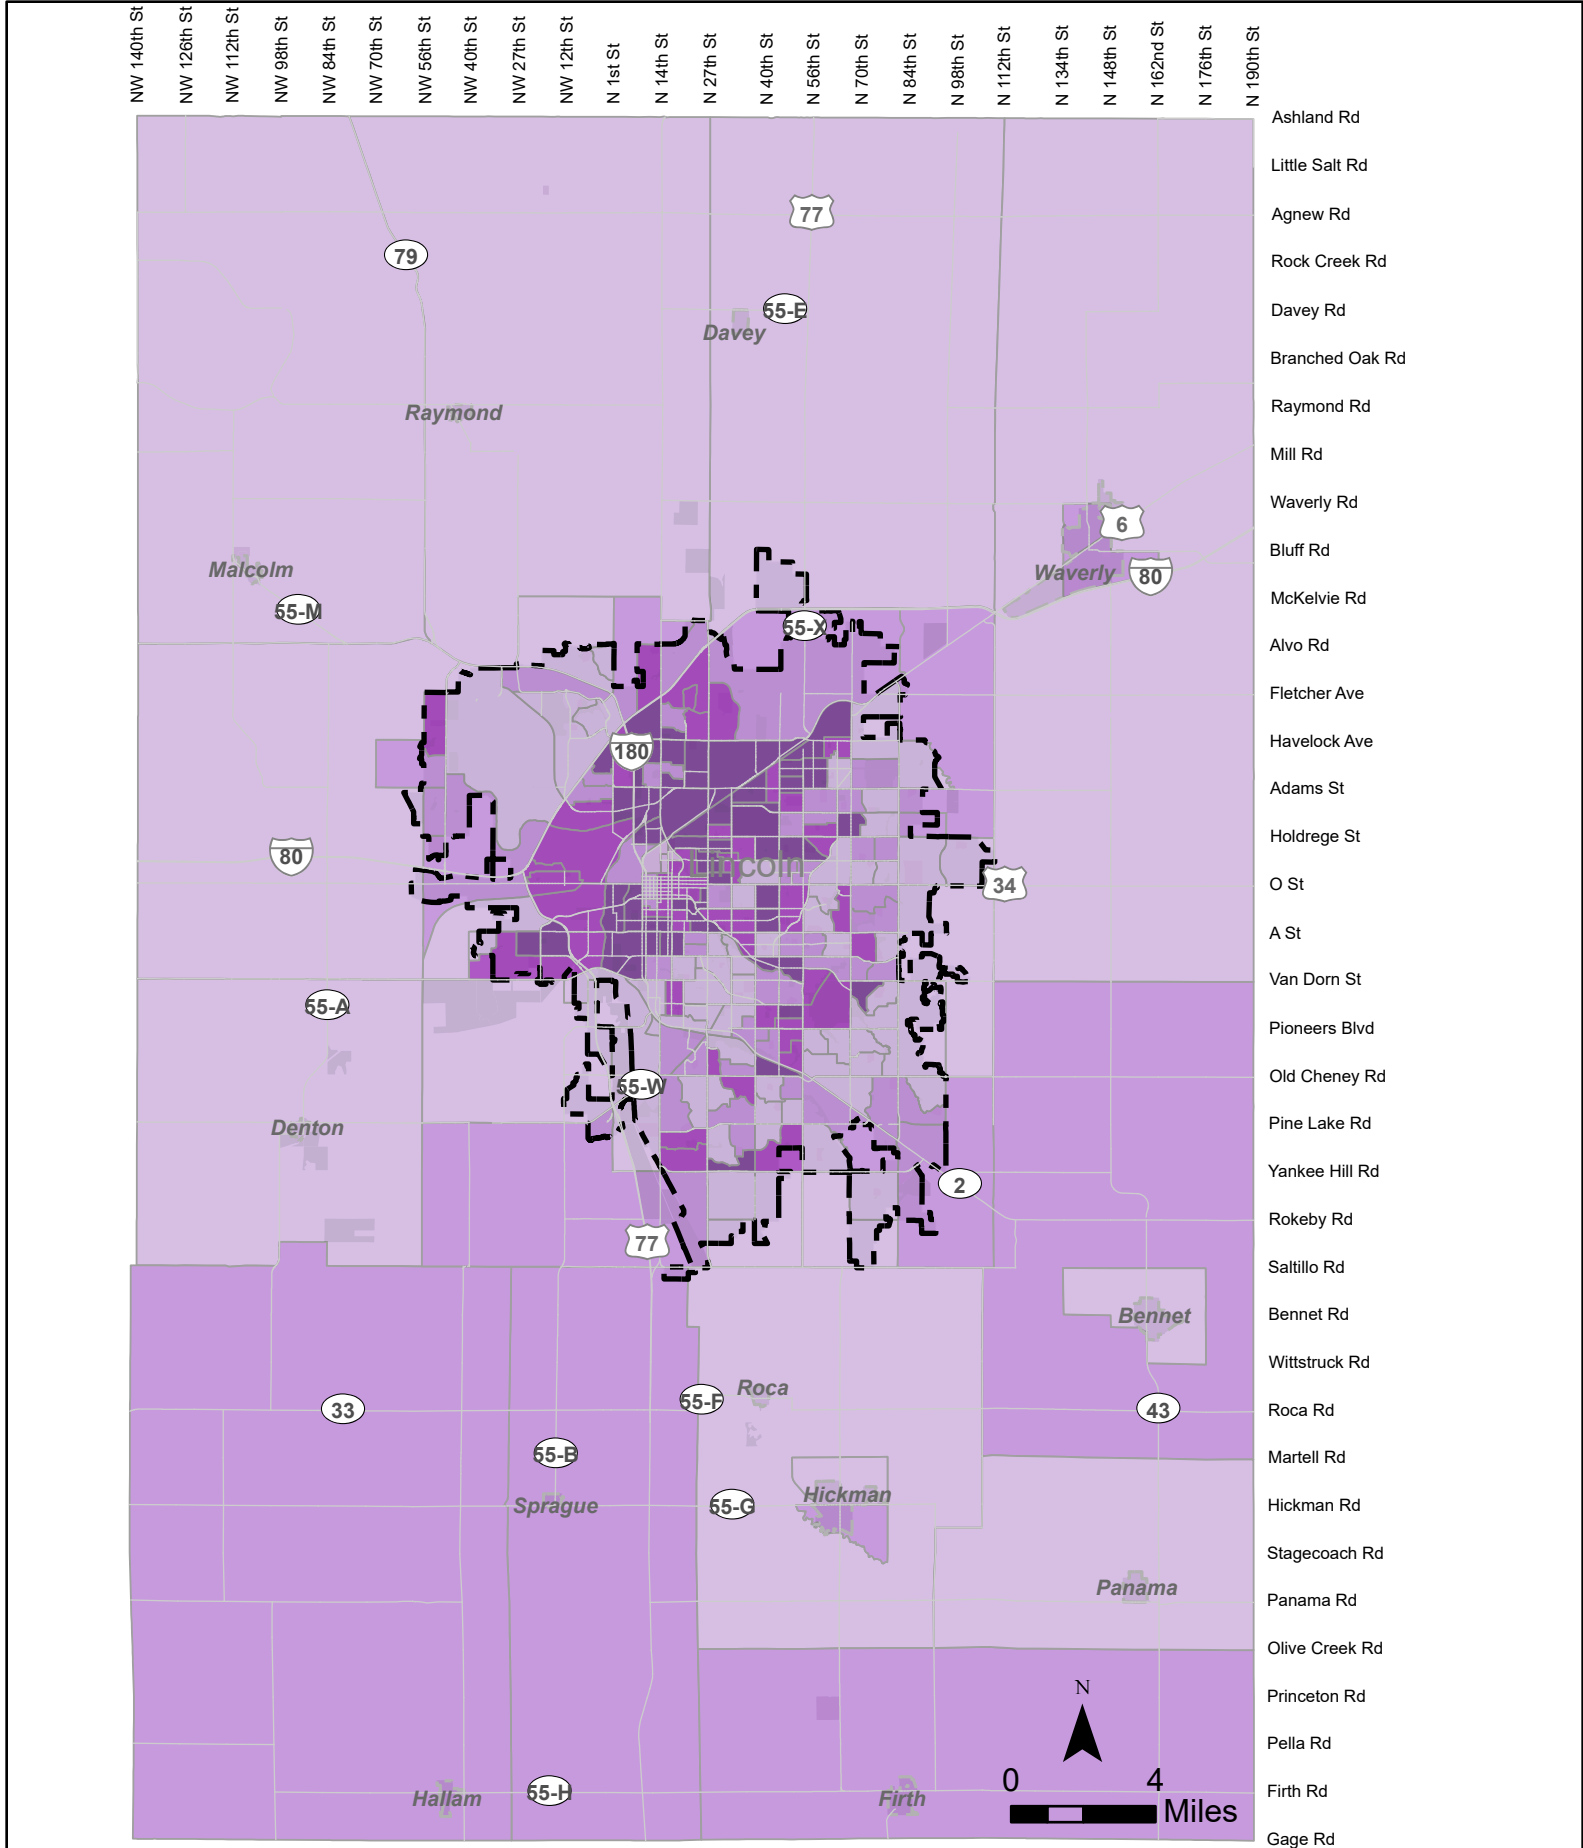 NW 140th St
NW 126th St
NW 112th St
NW 98th St
NW 84th St
NW 70th St
NW 56th St
NW 40th St
NW 27th St
NW 12th St
N 1st St
N 14th St
N 27th St
N 40th St
N 56th St
N 70th St
N 84th St
N 98th St
N 112th St
N 134th St
N 148th St
N 162nd St
N 176th St
N 190th St
Ashland Rd
Little Salt Rd
77
Agnew Rd
79
Rock Creek Rd
55-E
Davey Rd
Davey
Branched Oak Rd
Raymond
Raymond Rd
Mill Rd
Waverly Rd
6
Bluff Rd
Malcolm
Waverly
80
55-M
McKelvie Rd
55-X
Alvo Rd
Fletcher Ave
Havelock Ave
180
Adams St
Holdrege St
80
Lincoln
34
O St
A St
Van Dorn St
55-A
Pioneers Blvd
Old Cheney Rd
55-W
Denton
Pine Lake Rd
Yankee Hill Rd
2
Rokeby Rd
77
Saltillo Rd
Bennet
Bennet Rd
Wittstruck Rd
Roca
55-F
33
43
Roca Rd
55-B
Martell Rd
Hickman
Sprague
55-G
Hickman Rd
Stagecoach Rd
Panama
Panama Rd
Olive Creek Rd
N
Princeton Rd
Pella Rd
0 4
Miles
Hallam
55-H
Firth
Firth Rd
Gage Rd